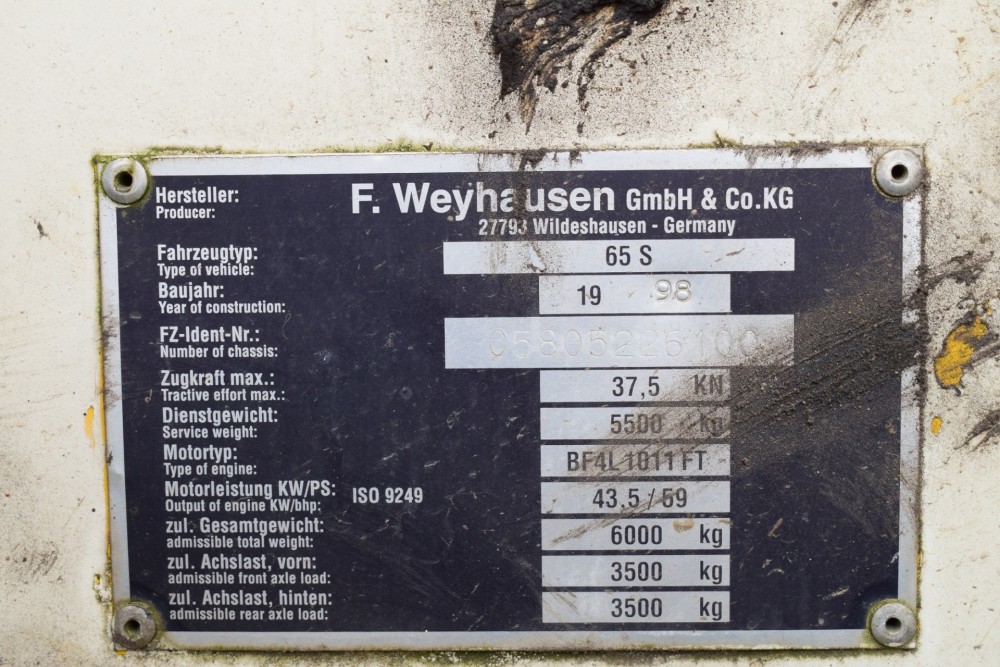 Hersteller: F. Weyhausen GmbH & Co.KG
Producer: 27793 Wildeshausen - Germany
Fahrzeugtyp: 65 S
Type of vehicle:
Baujahr: 19 98
Year of construction:
FZ-Ident-Nr.: 05805226100
Number of chassis:
Zugkraft max.: 37,5 KN
Tractive effort max.:
Dienstgewicht: 5500 kg
Service weight:
Motortyp: BF4L 1011 FT
Type of engine:
Motorleistung KW/PS: ISO 9249 43,5 / 59
Output of engine KW/bhp:
zul. Gesamtgewicht: 6000 kg
admissible total weight:
zul. Achslast, vorn: 3500 kg
admissible front axle load:
zul. Achslast, hinten: 3500 kg
admissible rear axle load: